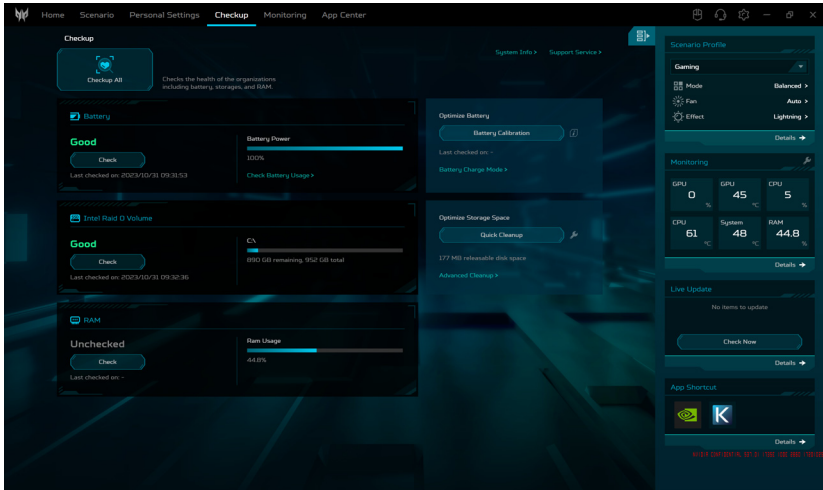 Home Scenario Personal Settings Checkup Monitoring App Center
Checkup
Checkup All
Checks the health of the organizations
including battery, storages, and RAM.
System Info > Support Service >
Battery
Good
Check
Last checked on: 2023/10/31 09:31:53
Battery Power
100%
Check Battery Usage >
Optimize Battery
Battery Calibration
Last checked on: -
Battery Charge Mode >
Intel Raid 0 Volume
Good
Check
Last checked on: 2023/10/31 09:32:36
C:\
890 GB remaining, 952 GB total
Optimize Storage Space
Quick Cleanup
177 MB releasable disk space
Advanced Cleanup >
RAM
Unchecked
Check
Last checked on: -
Ram Usage
44.8%
Scenario Profile
Gaming
Mode Balanced >
Fan Auto >
Effect Lightning >
Details →
Monitoring
GPU 0 %
GPU 45 °C
CPU 5 %
CPU 61 °C
System 48 °C
RAM 44.8 %
Details →
Live Update
No items to update
Check Now
Details →
App Shortcut
K
Details →